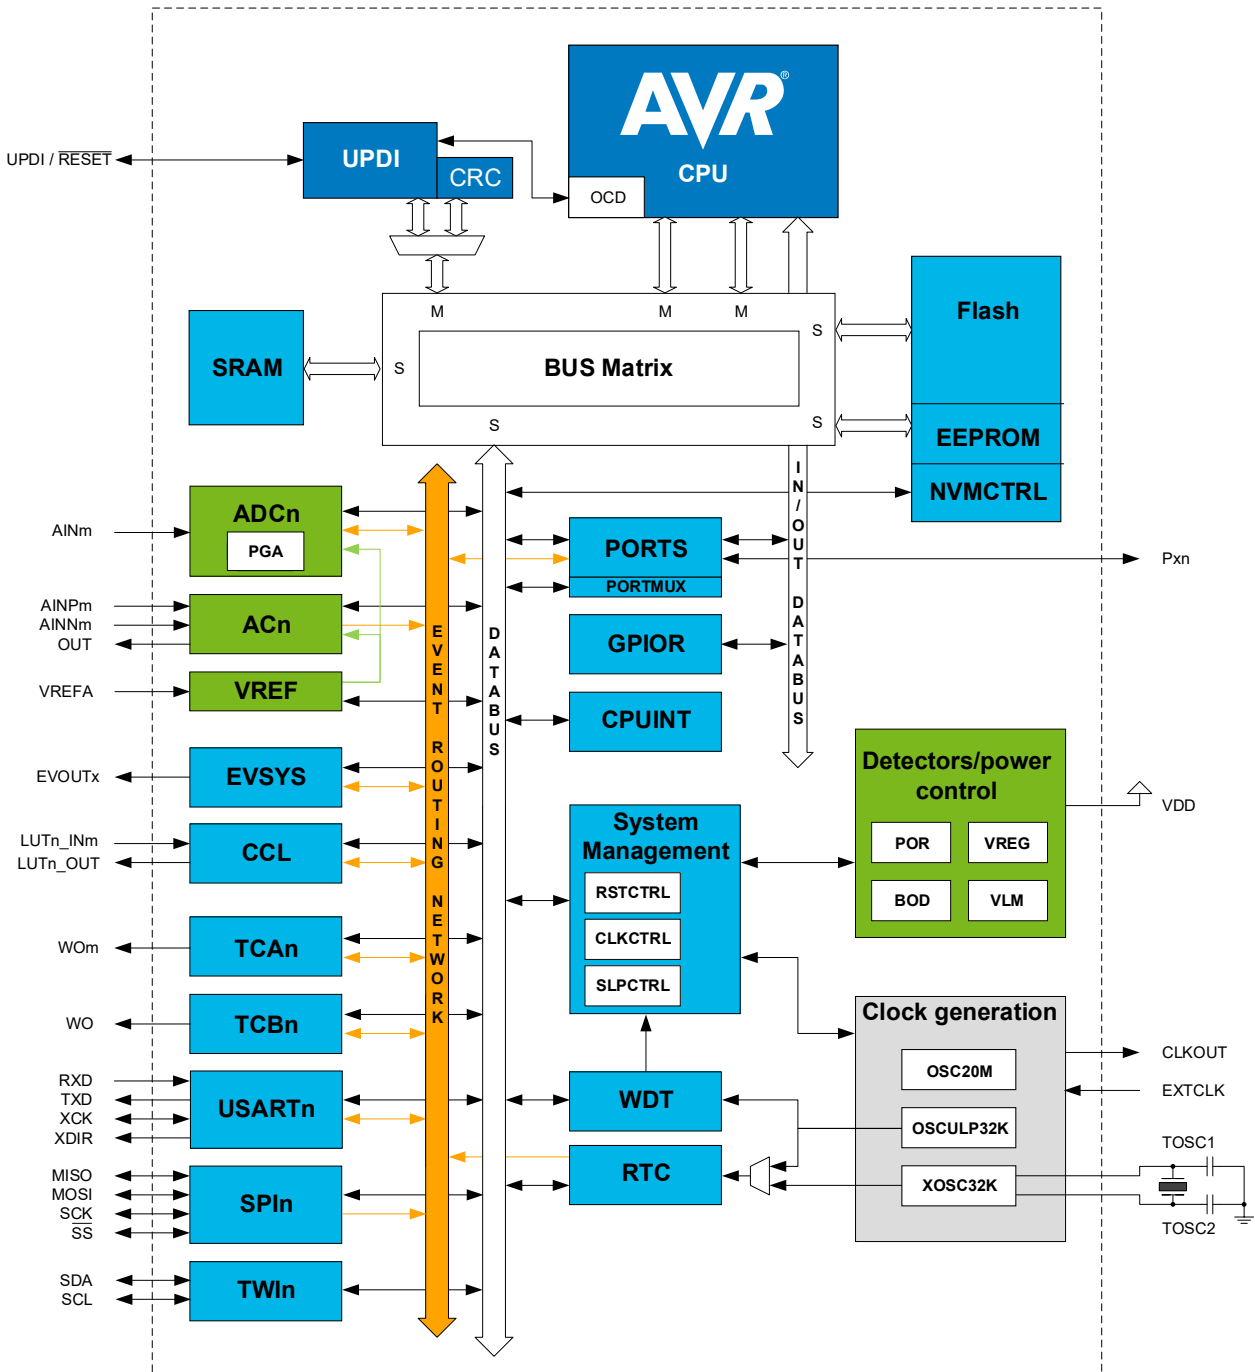 AVR®
CPU
OCD
UPDI / RESET
UPDI
CRC
M
M
M
S
S
S
S
BUS Matrix
SRAM
Flash
EEPROM
NVMCTRL
AINm
ADCn
PGA
AINPm
AINNm
OUT
ACn
VREFA
VREF
EVOUTx
EVSYS
LUTn_INm
LUTn_OUT
CCL
WOm
TCAn
WO
TCBn
RXD
TXD
XCK
XDIR
USARTn
MISO
MOSI
SCK
SS
SPIn
SDA
SCL
TWIn
EVENT ROUTING NETWORK
DATABUS
IN/OUT DATABUS
PORTS
PORTMUX
Pxn
GPIOR
CPUINT
System
Management
RSTCTRL
CLKCTRL
SLPCTRL
WDT
RTC
Detectors/power
control
POR
VREG
BOD
VLM
VDD
Clock generation
OSC20M
OSCULP32K
XOSC32K
CLKOUT
EXTCLK
TOSC1
TOSC2